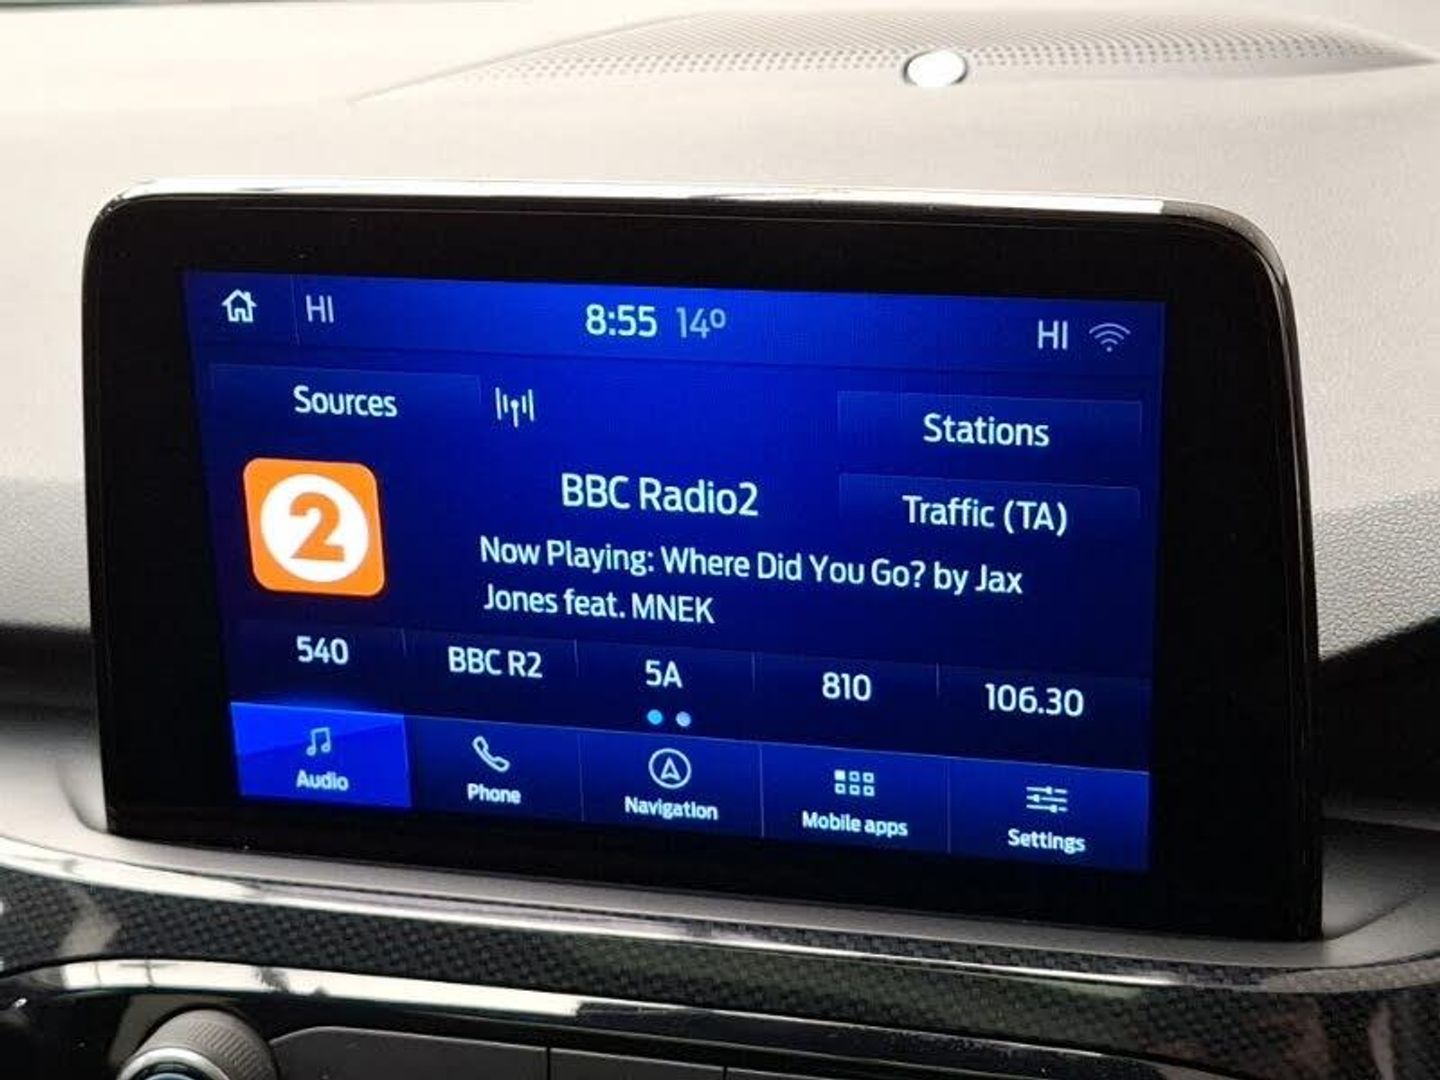 HI 8:55 14º HI
Sources Stations
2 BBC Radio2 Traffic (TA)
Now Playing: Where Did You Go? by Jax
Jones feat. MNEK
540 BBC R2 5A 810 106.30
Audio Phone Navigation Mobile apps Settings